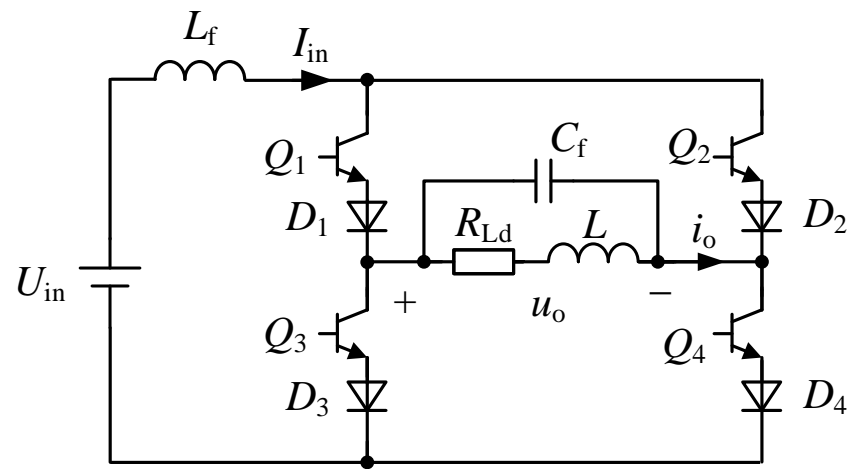 L_f
I_in
Q_1
C_f
Q_2
D_1
R_Ld
L
i_o
D_2
U_in
+
u_o
−
Q_3
Q_4
D_3
D_4